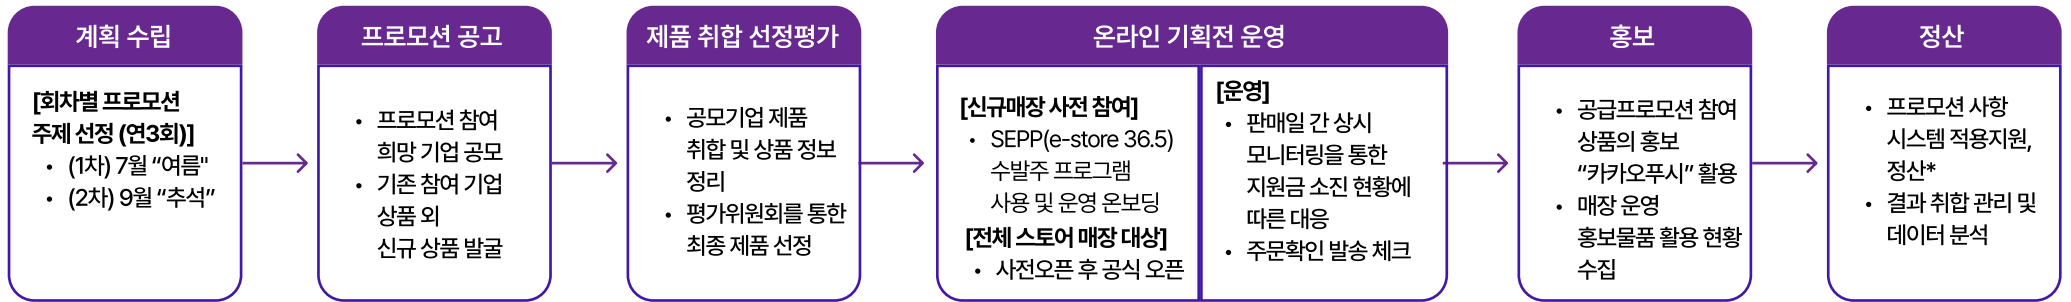 계획 수립
[회차별 프로모션
주제 선정 (연3회)]
• (1차) 7월 “여름"
• (2차) 9월 “추석”
프로모션 공고
• 프로모션 참여
희망 기업 공모
• 기존 참여 기업
상품 외
신규 상품 발굴
제품 취합 선정평가
• 공모기업 제품
취합 및 상품 정보
정리
• 평가위원회를 통한
최종 제품 선정
온라인 기획전 운영
[신규매장 사전 참여]
• SEPP(e-store 36.5)
수발주 프로그램
사용 및 운영 온보딩
[전체 스토어 매장 대상]
• 사전오픈 후 공식 오픈
[운영]
• 판매일 간 상시
모니터링을 통한
지원금 소진 현황에
따른 대응
• 주문확인 발송 체크
홍보
• 공급프로모션 참여
상품의 홍보
“카카오푸시” 활용
• 매장 운영
홍보물품 활용 현황
수집
정산
• 프로모션 사항
시스템 적용지원,
정산*
• 결과 취합 관리 및
데이터 분석